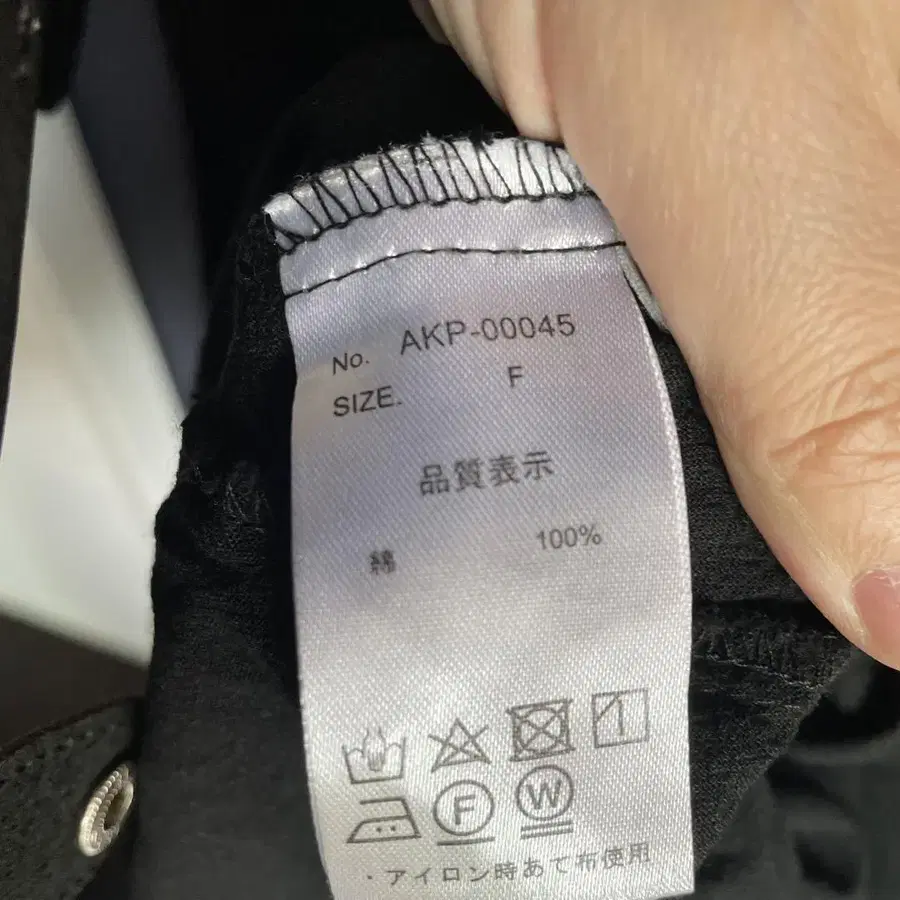 No. AKP-00045
SIZE. F
品質表示
綿 100%
F W
・アイロン時あて布使用